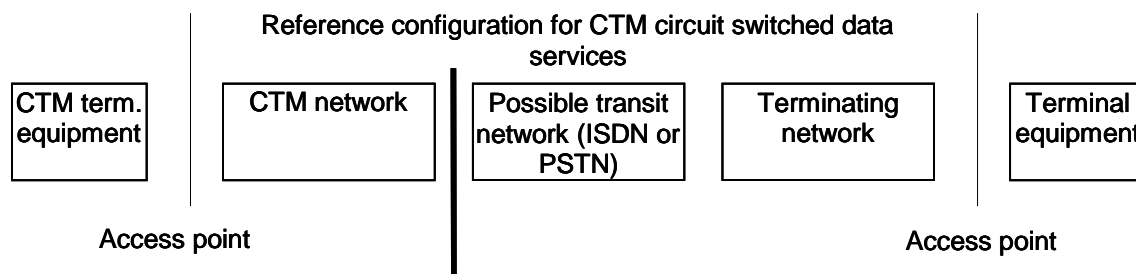 Reference configuration for CTM circuit switched data
services
CTM term.
equipment
CTM network
Possible transit
network (ISDN or
PSTN)
Terminating
network
Terminal
equipment
Access point
Access point